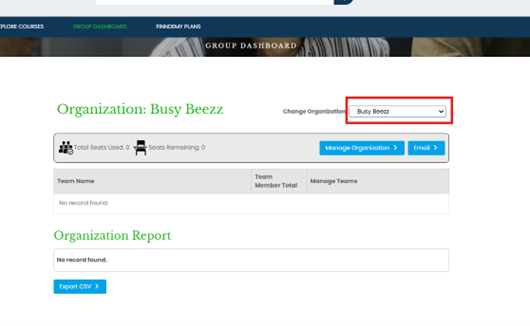 EXPLORE COURSES GROUP DASHBOARD FINNDEMY PLANS
GROUP DASHBOARD
Organization: Busy Beezz
Change Organization Busy Beezz
Total Seats Used: 0 Seats Remaining: 0 Manage Organization > Email >
Team Name Team Member Total Manage Teams
No record found.
Organization Report
No record found.
Export CSV >